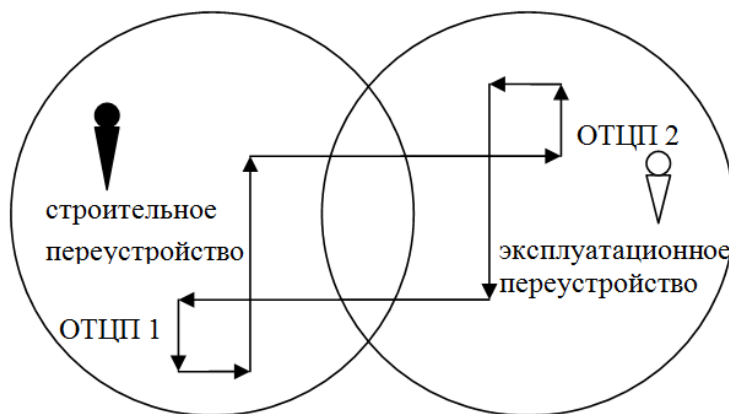 ОТЦП 2
строительное
переустройство
эксплуатационное
переустройство
ОТЦП 1